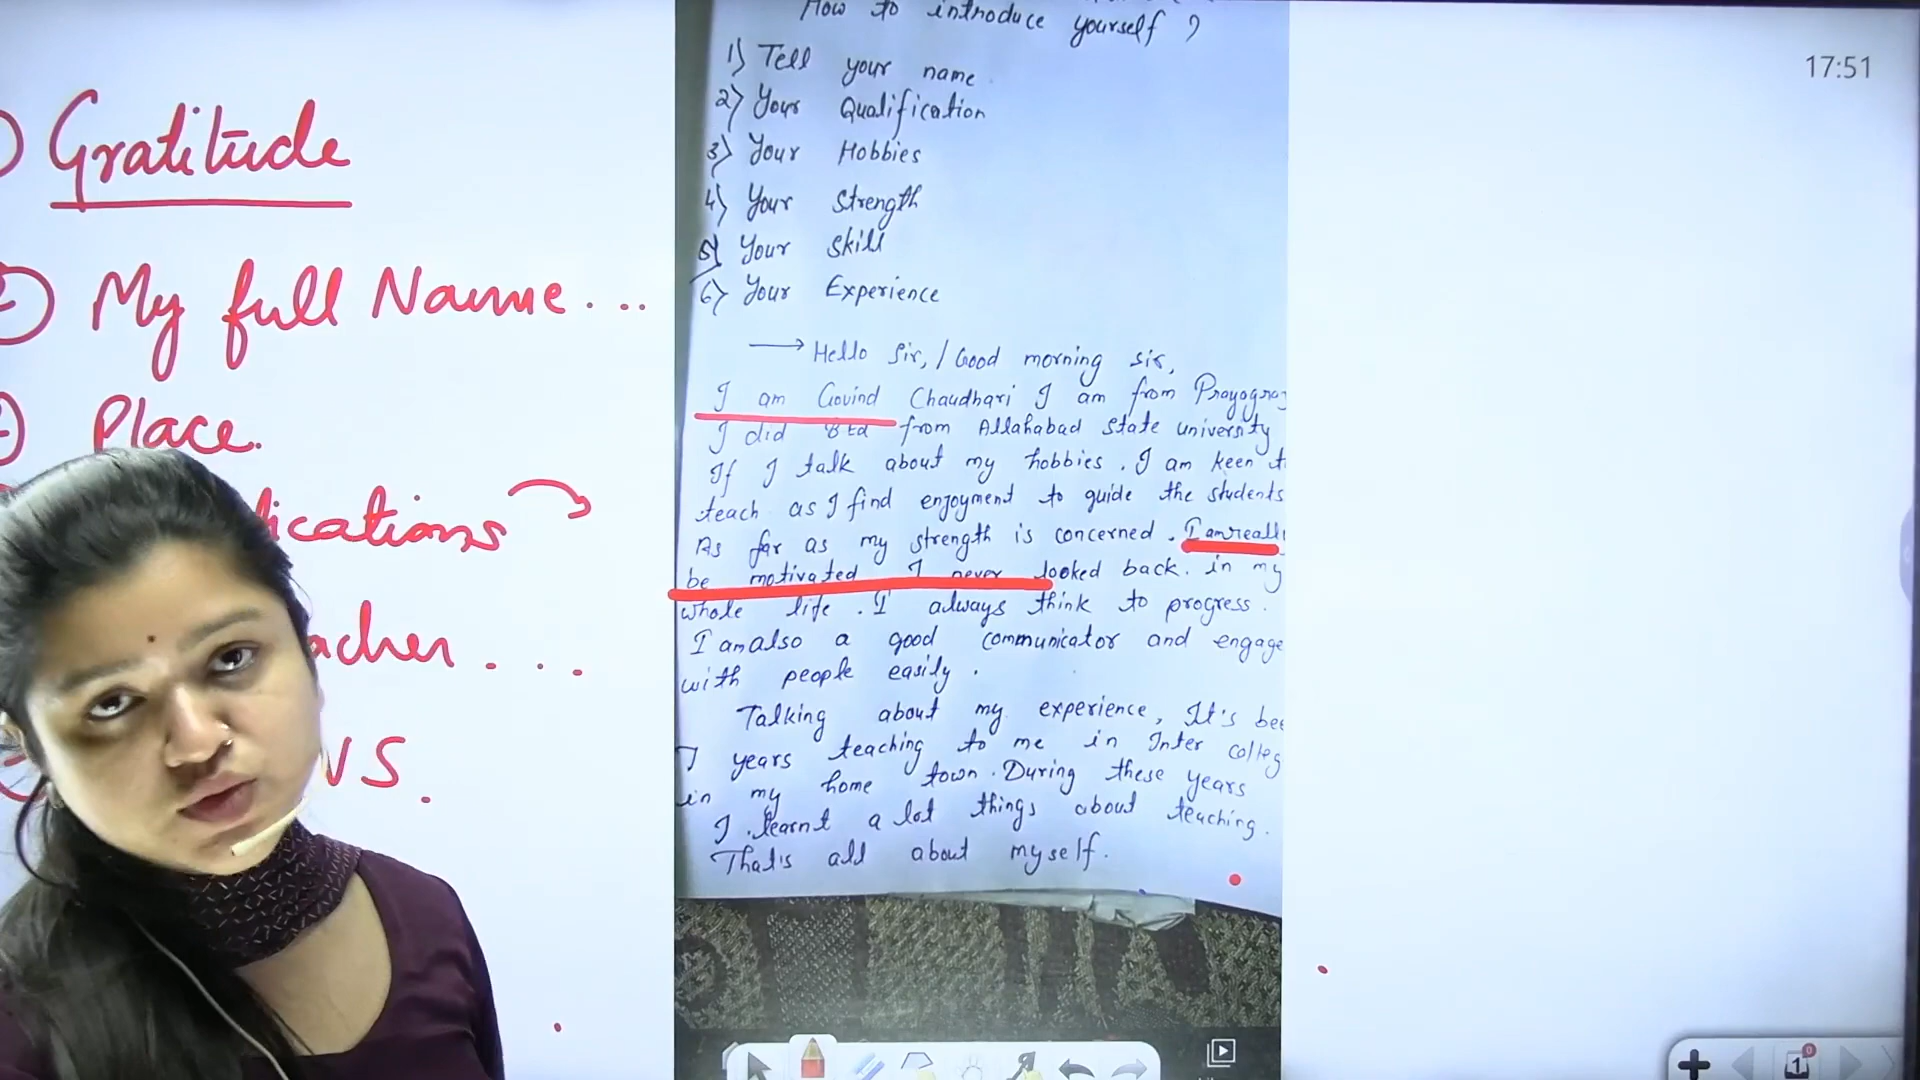 Gratitude
My full Name...
Place.
ications
acher...
VS.
How to introduce yourself ?
1) Tell your name.
2) Your Qualification
3) Your Hobbies
4) Your Strength
5) Your Skill
6) Your Experience
→ Hello Sir, / Good morning sir,
I am Govind Chaudhari I am from Prayagraj
I did B Ed from Allahabad State university
If I talk about my hobbies. I am keen t
teach as I find enjoyment to guide the students
As far as my strength is concerned. I am reall
be motivated I never looked back. in my
whole life. I always think to progress.
I am also a good communicator and engage
with people easily.
Talking about my experience, It's bee
years teaching to me in Inter colleg
in my home town. During these years
I learnt a lot things about teaching.
That's all about myself.
17:51
1
0